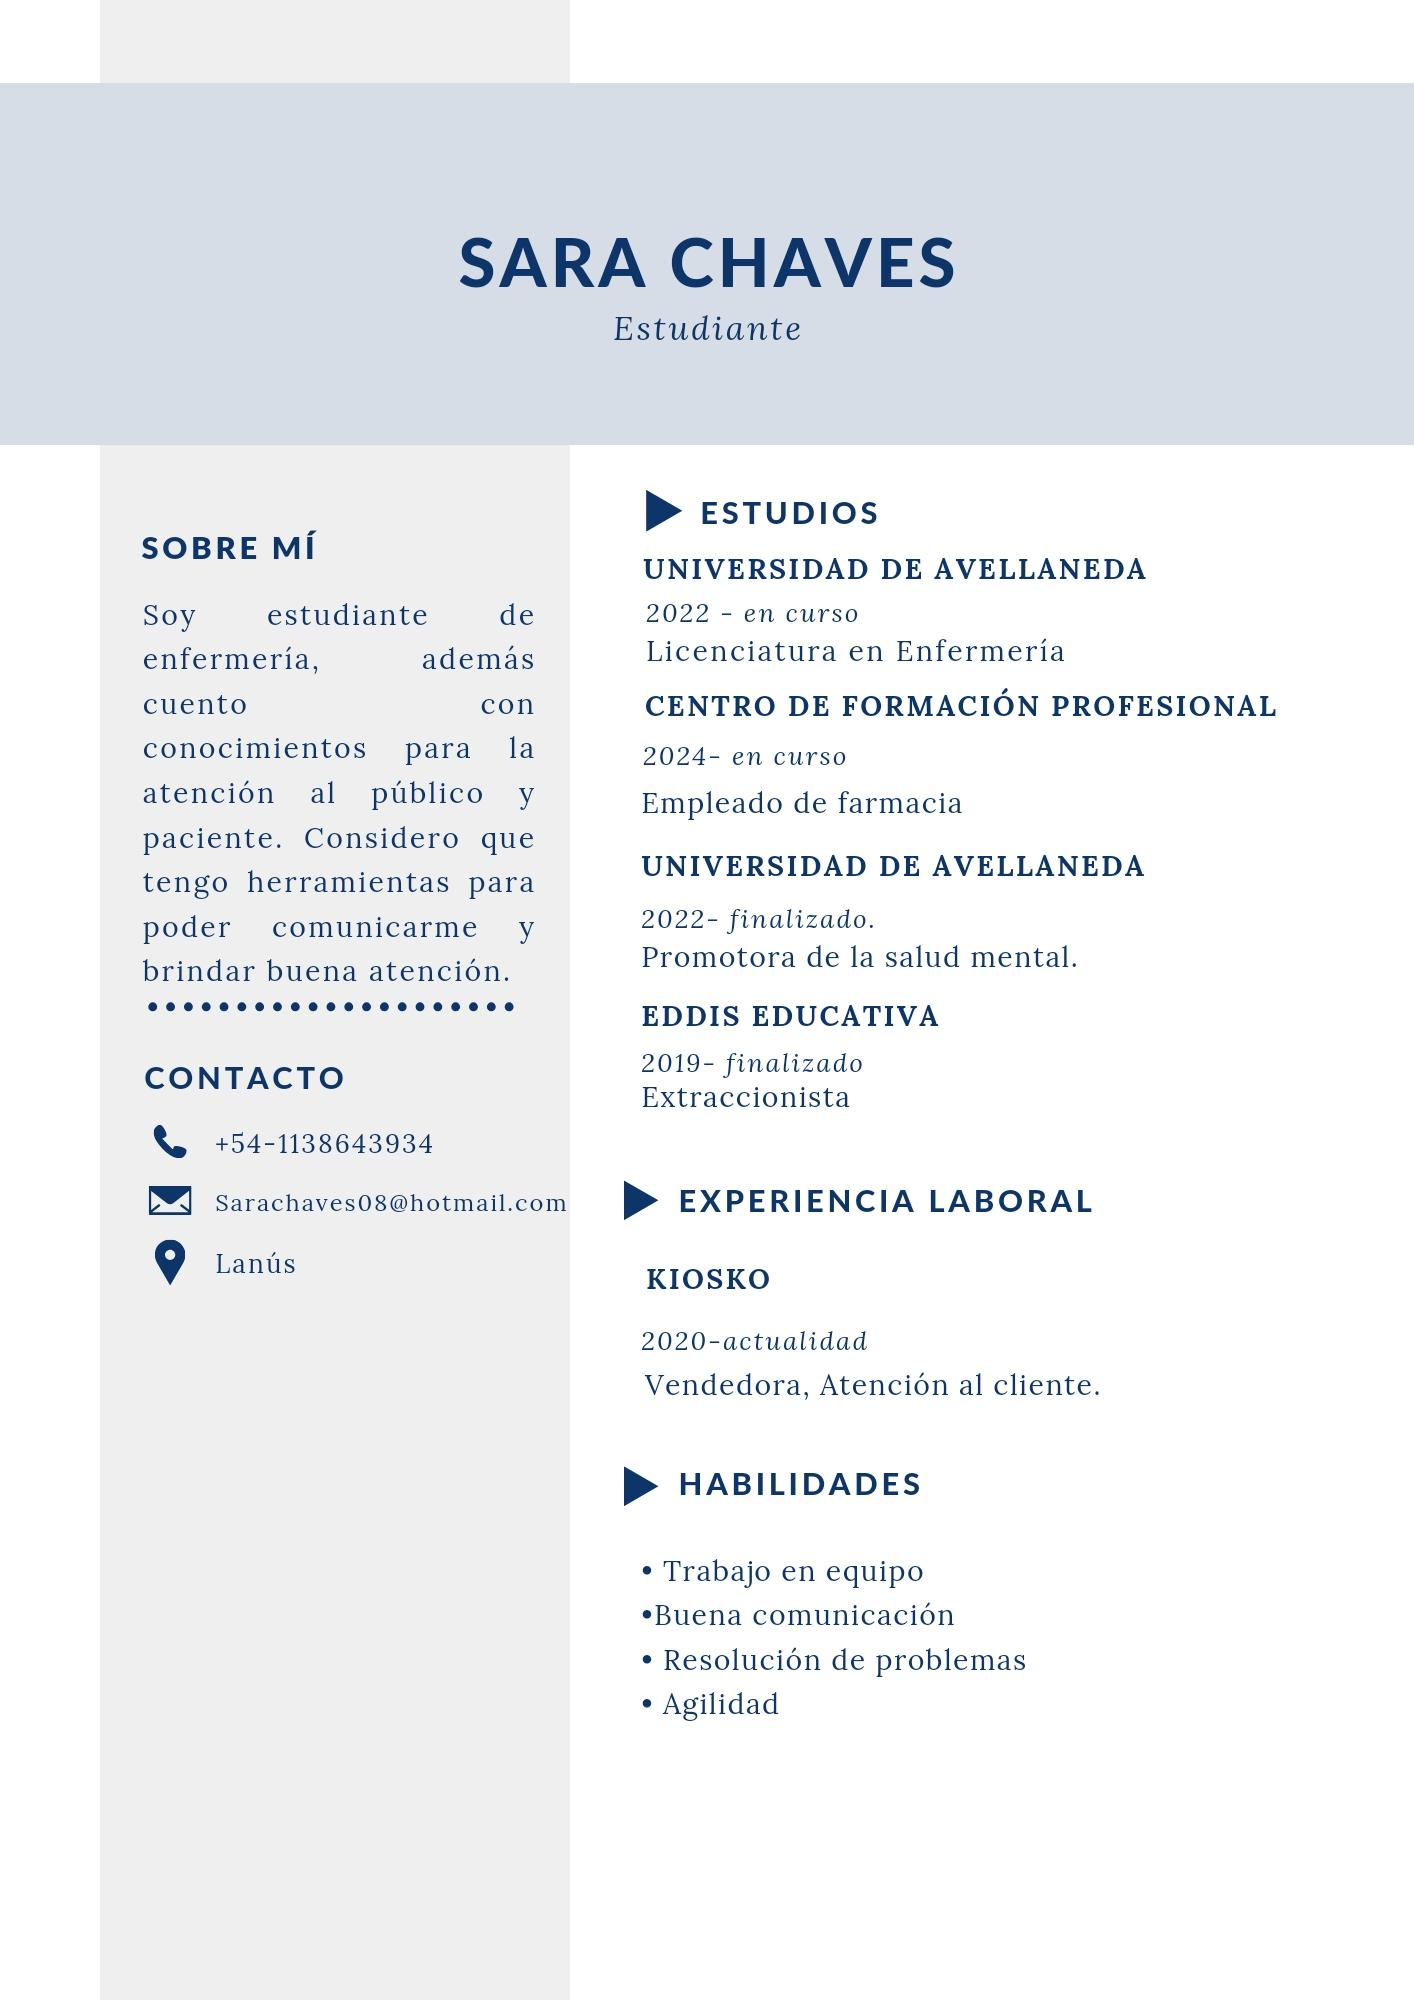 SARA CHAVES
Estudiante
SOBRE MÍ
Soy estudiante de
enfermería, además
cuento con
conocimientos para la
atención al público y
paciente. Considero que
tengo herramientas para
poder comunicarme y
brindar buena atención.
CONTACTO
+54-1138643934
Sarachaves08@hotmail.com
Lanús
ESTUDIOS
UNIVERSIDAD DE AVELLANEDA
2022 - en curso
Licenciatura en Enfermería
CENTRO DE FORMACIÓN PROFESIONAL
2024- en curso
Empleado de farmacia
UNIVERSIDAD DE AVELLANEDA
2022- finalizado.
Promotora de la salud mental.
EDDIS EDUCATIVA
2019- finalizado
Extraccionista
EXPERIENCIA LABORAL
KIOSKO
2020-actualidad
Vendedora, Atención al cliente.
HABILIDADES
• Trabajo en equipo
•Buena comunicación
• Resolución de problemas
• Agilidad